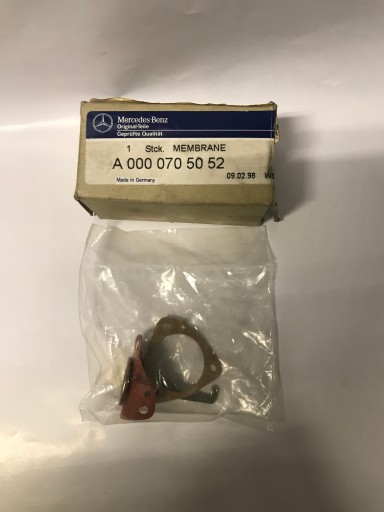 Mercedes-Benz
Original-Teile
Geprüfte Qualität
1 Stck. MEMBRANE
A 000 070 50 52
Made in Germany
09.02.98